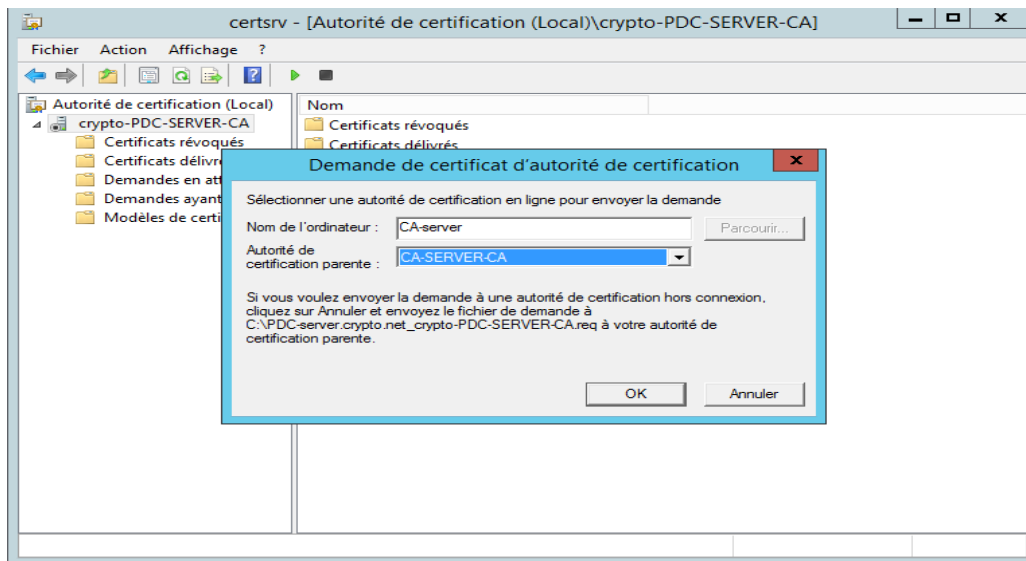 certsrv - [Autorité de certification (Local)\crypto-PDC-SERVER-CA]
Fichier Action Affichage ?
Autorité de certification (Local)
crypto-PDC-SERVER-CA
Certificats révoqués
Certificats délivr
Demandes en att
Demandes ayant
Modèles de certi
Nom
Certificats révoqués
Certificats délivrés
Demande de certificat d'autorité de certification
Sélectionner une autorité de certification en ligne pour envoyer la demande
Nom de l'ordinateur : CA-server Parcourir...
Autorité de
certification parente : CA-SERVER-CA
Si vous voulez envoyer la demande à une autorité de certification hors connexion,
cliquez sur Annuler et envoyez le fichier de demande à
C:\PDC-server.crypto.net_crypto-PDC-SERVER-CA.req à votre autorité de
certification parente.
OK Annuler